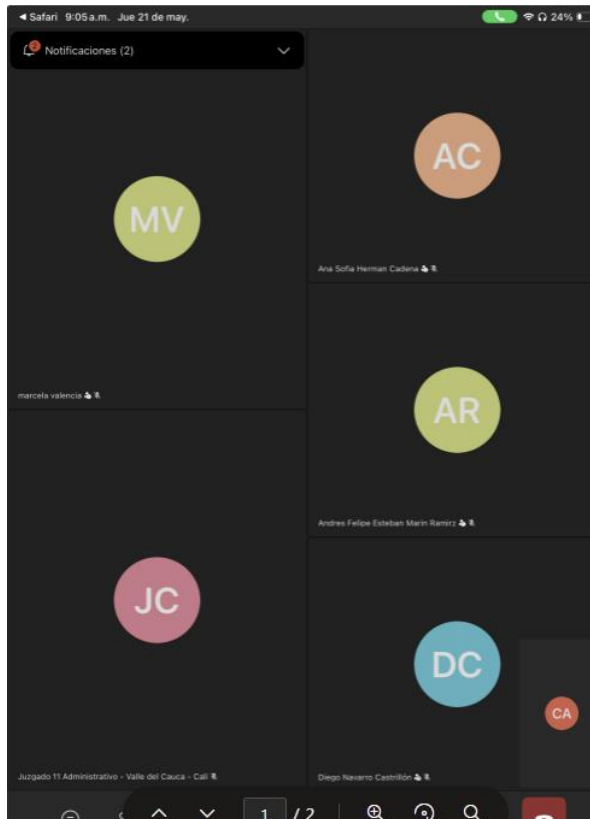 ◀ Safari 9:05 a.m. Jue 21 de may. 24%
2
Notificaciones (2)
MV
marcela valencia
AC
Ana Sofia Herman Cadena
AR
Andres Felipe Esteban Marin Ramirz
JC
Juzgado 11 Administrativo - Valle del Cauca - Cali
DC
Diego Navarro Castrillón
CA
1 / 2